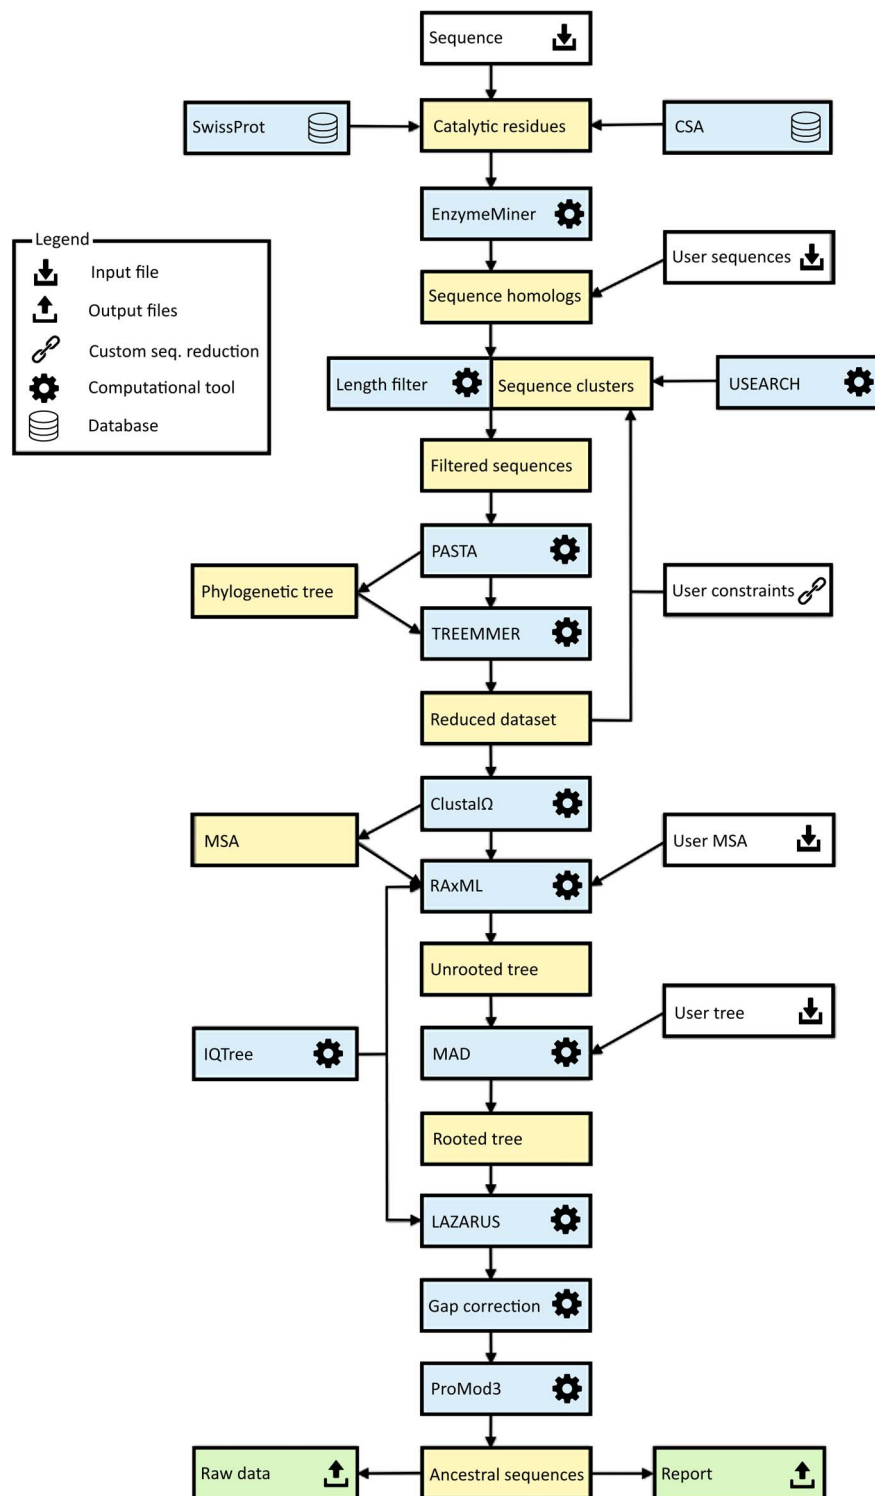 Sequence
SwissProt
Catalytic residues
CSA
EnzymeMiner
Legend
Input file
Output files
Custom seq. reduction
Computational tool
Database
User sequences
Sequence homologs
Length filter
Sequence clusters
USEARCH
Filtered sequences
PASTA
Phylogenetic tree
User constraints
TREEMMER
Reduced dataset
ClustalΩ
MSA
User MSA
RAxML
Unrooted tree
User tree
IQTree
MAD
Rooted tree
LAZARUS
Gap correction
ProMod3
Raw data
Ancestral sequences
Report